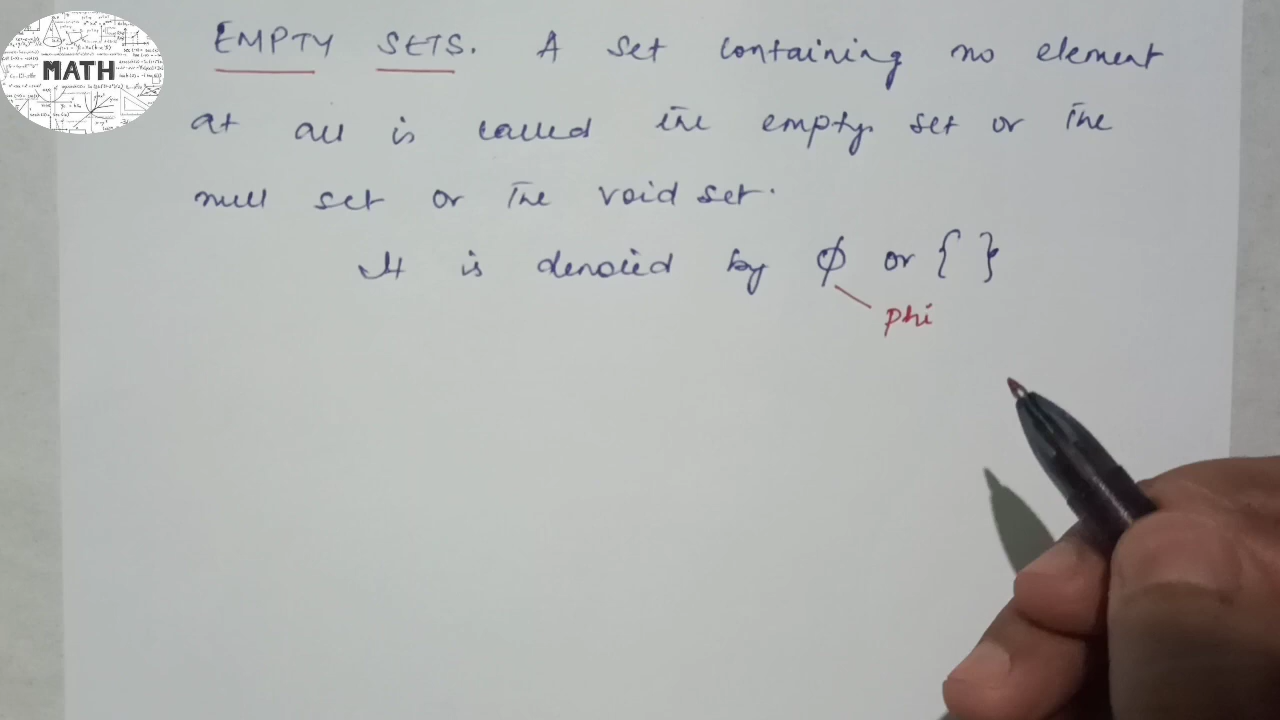 MATH
EMPTY SETS. A set containing no element
at all is called the empty set or the
null set or the void set.
It is denoted by ϕ or { }
phi